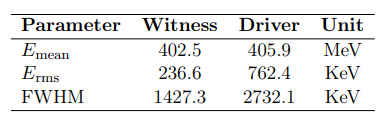 Parameter Witness Driver Unit
E_mean 402.5 405.9 MeV
E_rms 236.6 762.4 KeV
FWHM 1427.3 2732.1 KeV